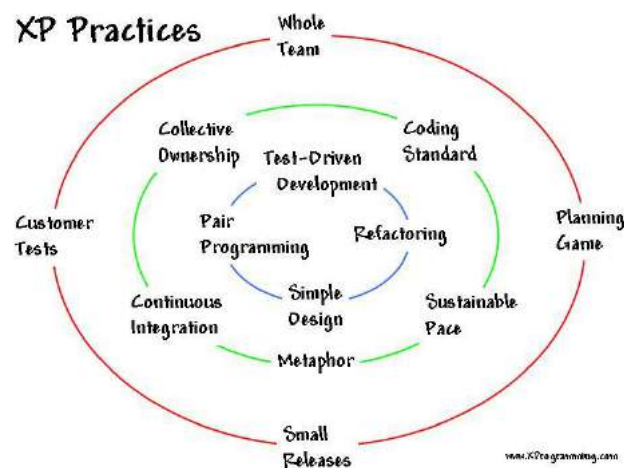 XP Practices
Whole
Team
Collective
Ownership
Coding
Standard
Test-Driven
Development
Customer
Tests
Pair
Programming
Refactoring
Planning
Game
Continuous
Integration
Simple
Design
Sustainable
Pace
Metaphor
Small
Releases
www.XProgramming.com